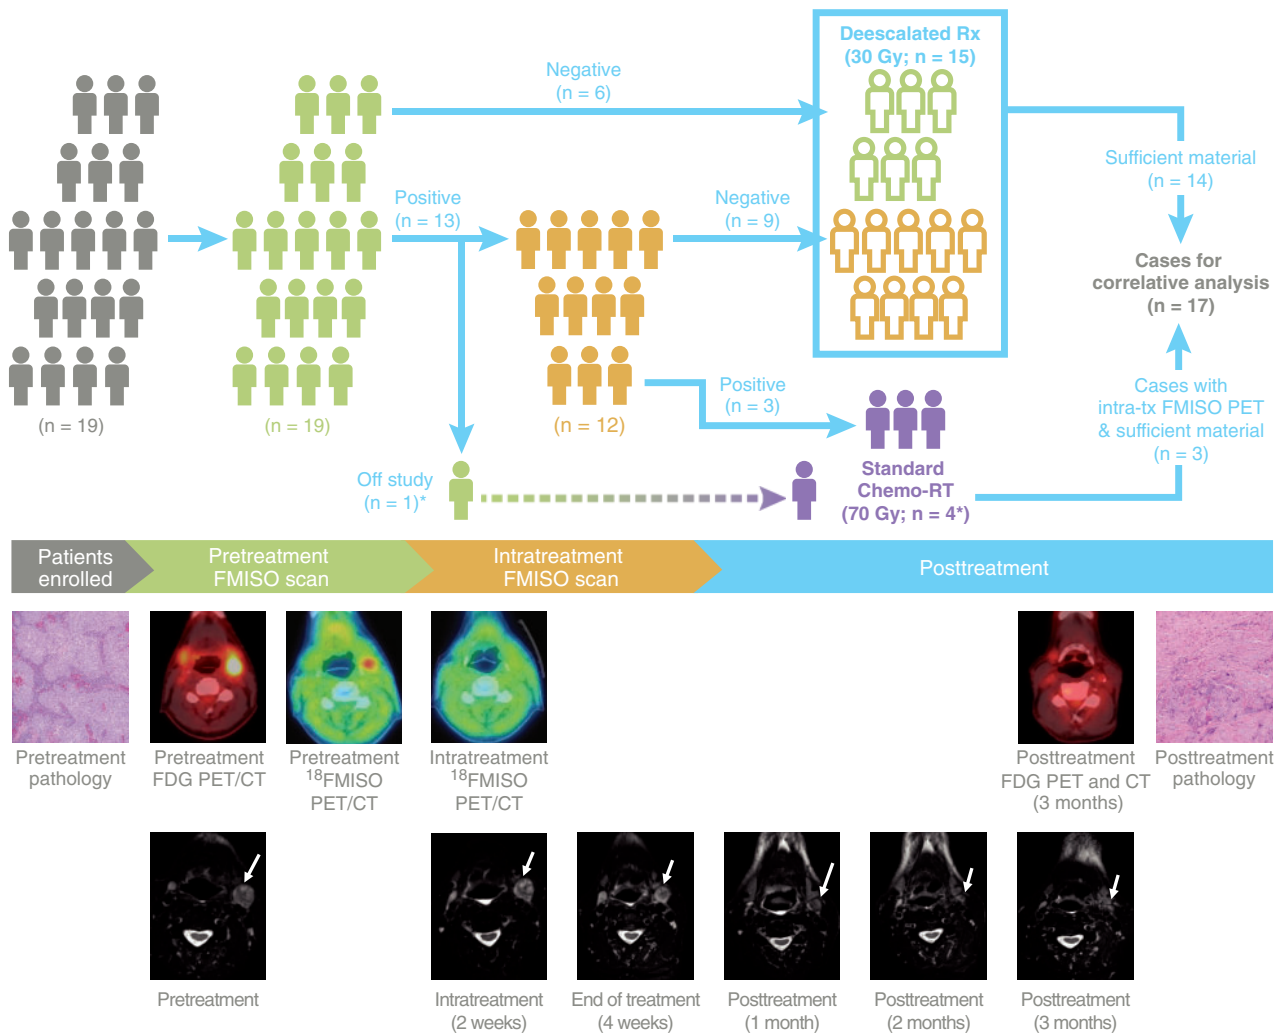 Deescalated Rx
(30 Gy; n = 15)
Negative
(n = 6)
Sufficient material
(n = 14)
Positive
(n = 13)
Negative
(n = 9)
Cases for
correlative analysis
(n = 17)
Positive
(n = 3)
Cases with
intra-tx FMISO PET
& sufficient material
(n = 3)
(n = 19)
(n = 19)
(n = 12)
Off study
(n = 1)*
Standard
Chemo-RT
(70 Gy; n = 4*)
Patients
enrolled
Pretreatment
FMISO scan
Intratreatment
FMISO scan
Posttreatment
Pretreatment
pathology
Pretreatment
FDG PET/CT
Pretreatment
18FMISO
PET/CT
Intratreatment
18FMISO
PET/CT
Posttreatment
FDG PET and CT
(3 months)
Posttreatment
pathology
Pretreatment
Intratreatment
(2 weeks)
End of treatment
(4 weeks)
Posttreatment
(1 month)
Posttreatment
(2 months)
Posttreatment
(3 months)